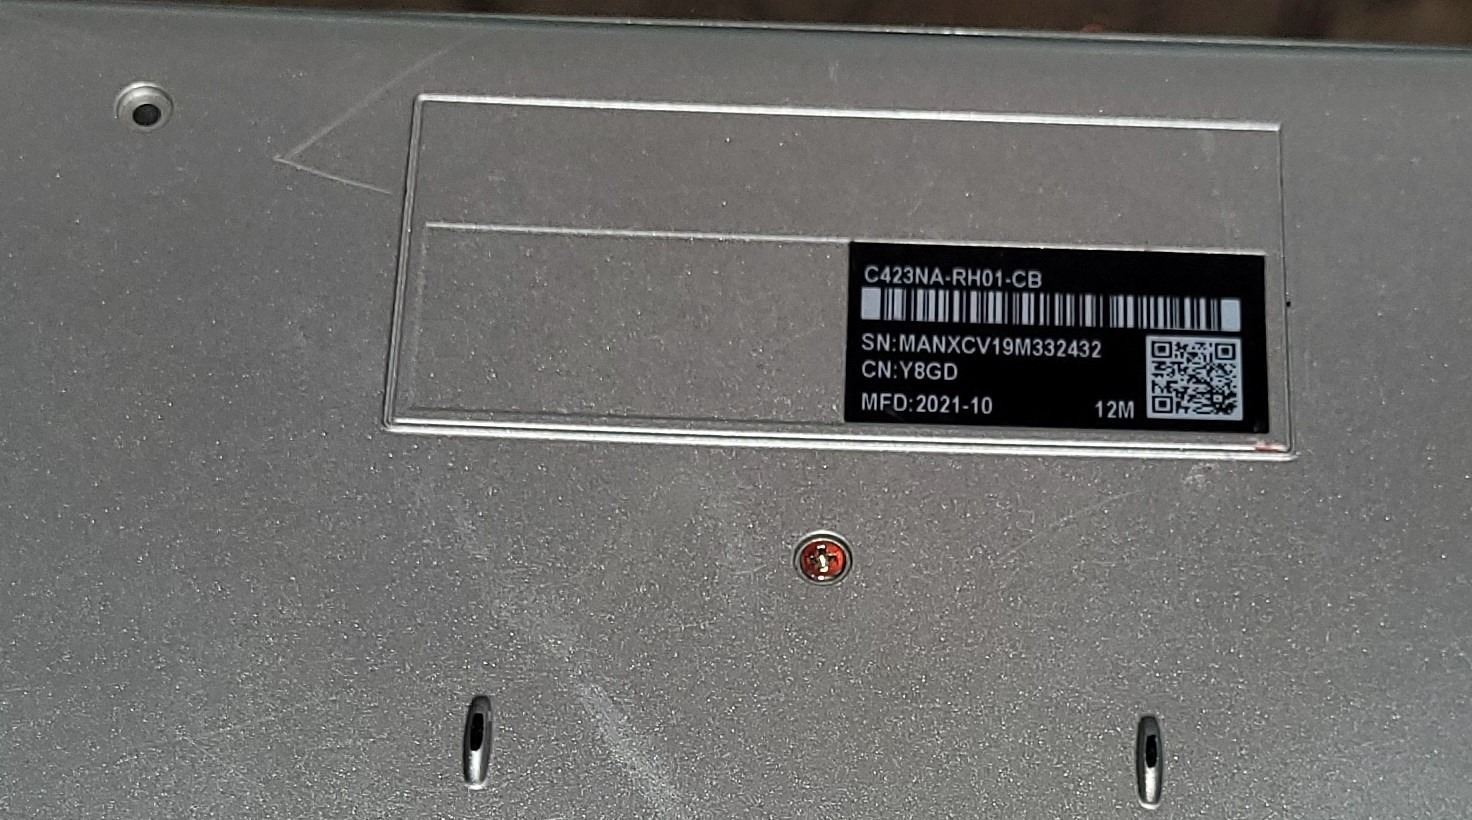 C423NA-RH01-CB
SN:MANXCV19M332432
CN:Y8GD
MFD:2021-10 12M